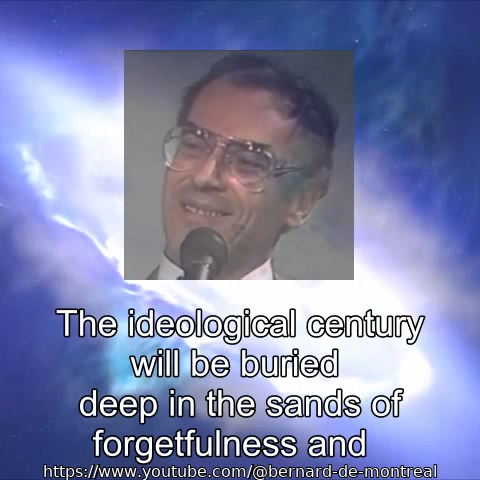 The ideological century
will be buried
deep in the sands of
forgetfulness and
https://www.youtube.com/@bernard-de-montreal